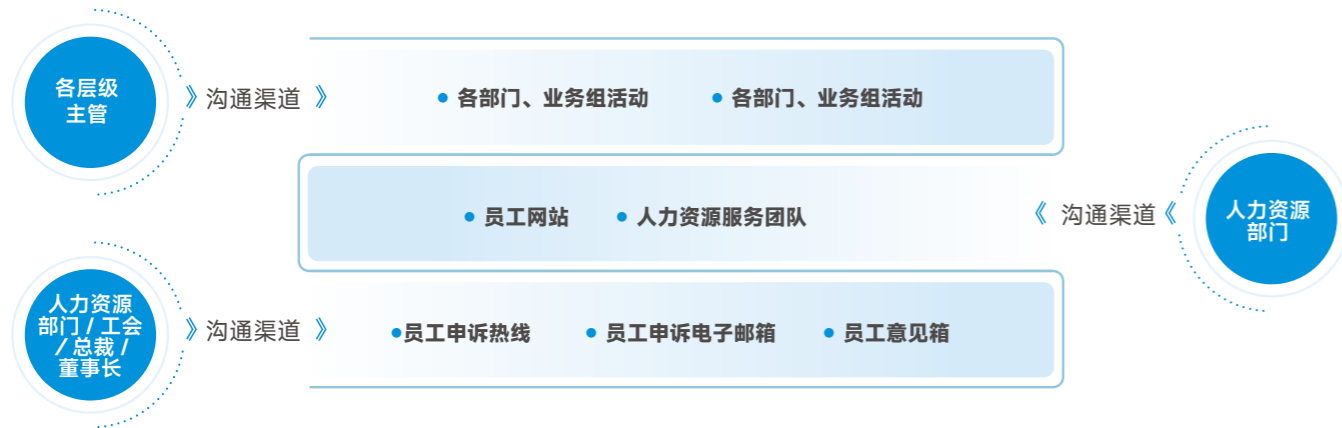 各层级
主管
》沟通渠道 》
● 各部门、业务组活动
● 各部门、业务组活动
● 员工网站
● 人力资源服务团队
《 沟通渠道《
人力资源
部门
人力资源
部门 / 工会
/ 总裁 /
董事长
》沟通渠道 》
●员工申诉热线
● 员工申诉电子邮箱
● 员工意见箱